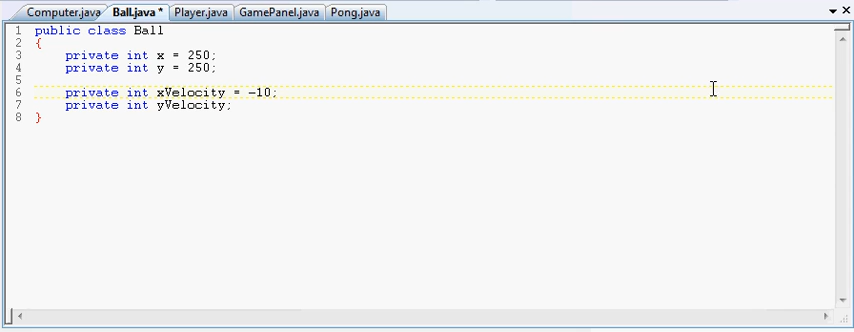 Computer.java Ball.java * Player.java GamePanel.java Pong.java
1 public class Ball
2 {
3 private int x = 250;
4 private int y = 250;
5
6 private int xVelocity = -10;
7 private int yVelocity;
8 }